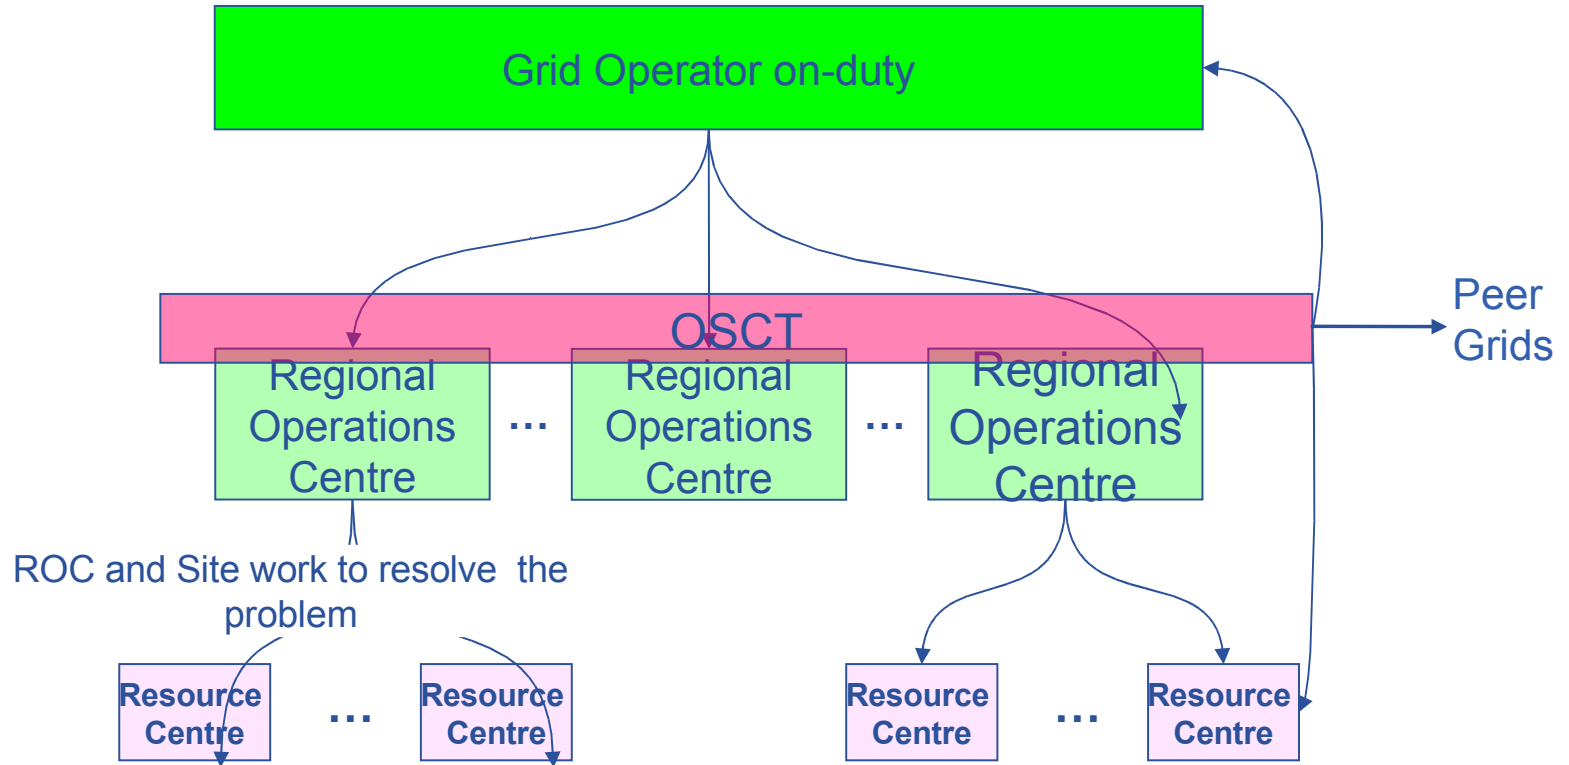 Grid Operator on-duty
Peer
Grids
OSCT
Regional
Operations
Centre
…
Regional
Operations
Centre
…
Regional
Operations
Centre
ROC and Site work to resolve the
problem
Resource
Centre
…
Resource
Centre
Resource
Centre
…
Resource
Centre